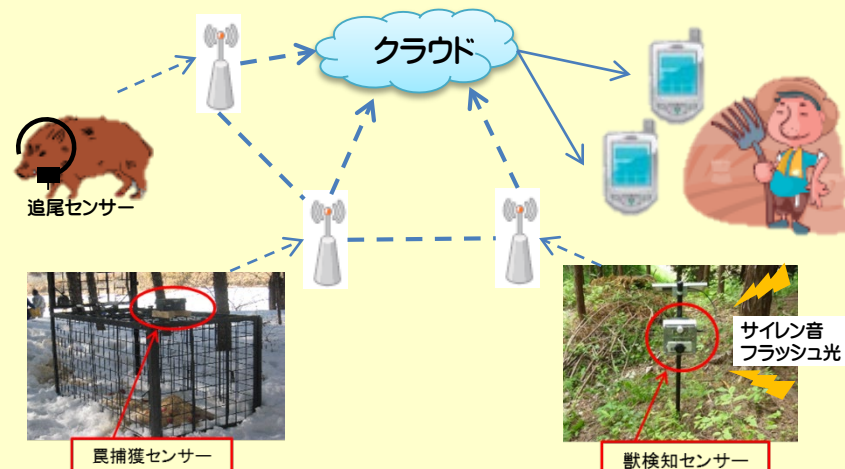 クラウド
追尾センサー
サイレン音
フラッシュ光
罠捕獲センサー
獣検知センサー